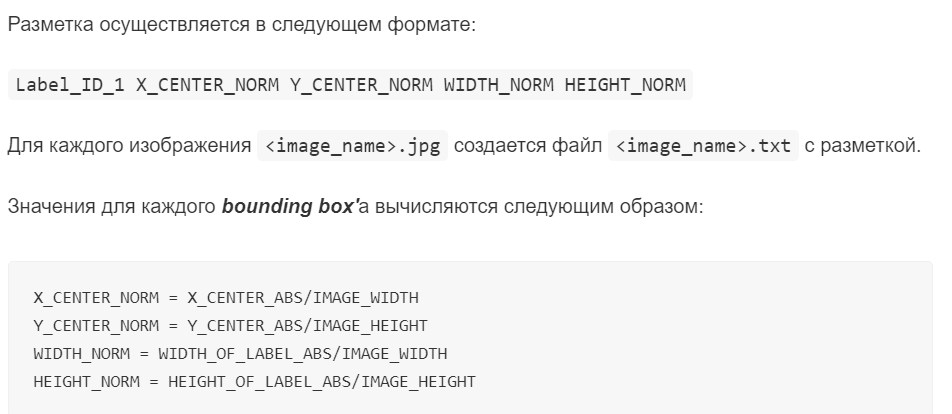 Разметка осуществляется в следующем формате:
Label_ID_1 X_CENTER_NORM Y_CENTER_NORM WIDTH_NORM HEIGHT_NORM
Для каждого изображения <image_name>.jpg создается файл <image_name>.txt с разметкой.
Значения для каждого bounding box'а вычисляются следующим образом:
X_CENTER_NORM = X_CENTER_ABS/IMAGE_WIDTH
Y_CENTER_NORM = Y_CENTER_ABS/IMAGE_HEIGHT
WIDTH_NORM = WIDTH_OF_LABEL_ABS/IMAGE_WIDTH
HEIGHT_NORM = HEIGHT_OF_LABEL_ABS/IMAGE_HEIGHT